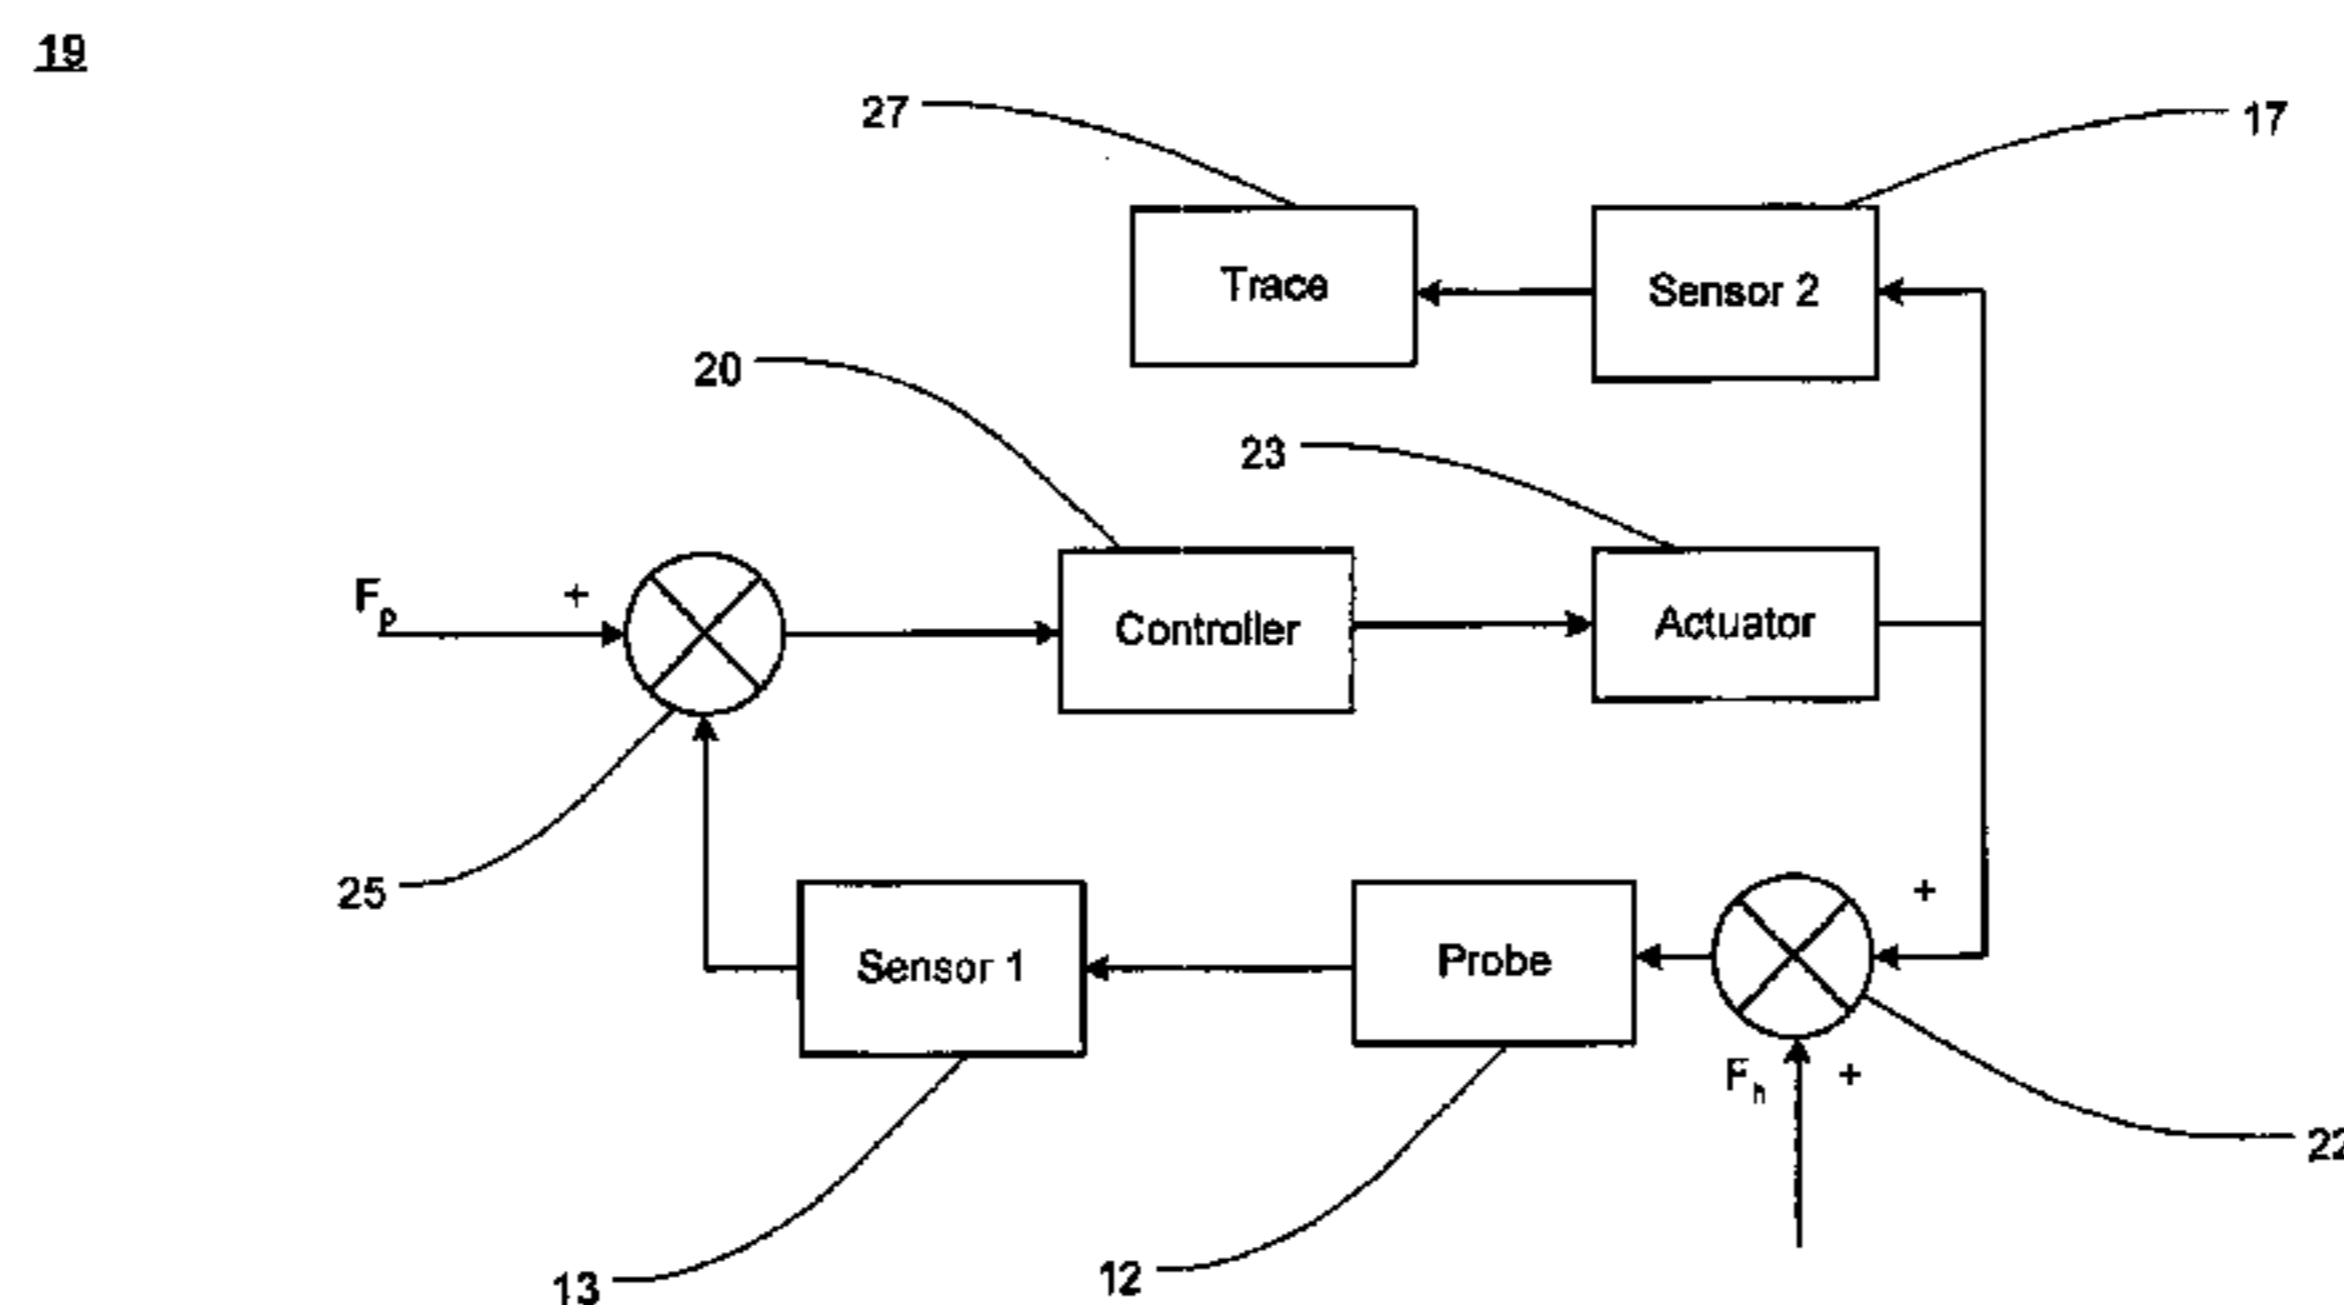 19
27
17
Trace
Sensor 2
20
23
Fp
+
Controller
Actuator
25
+
Sensor 1
Probe
Fh
+
22
13
12